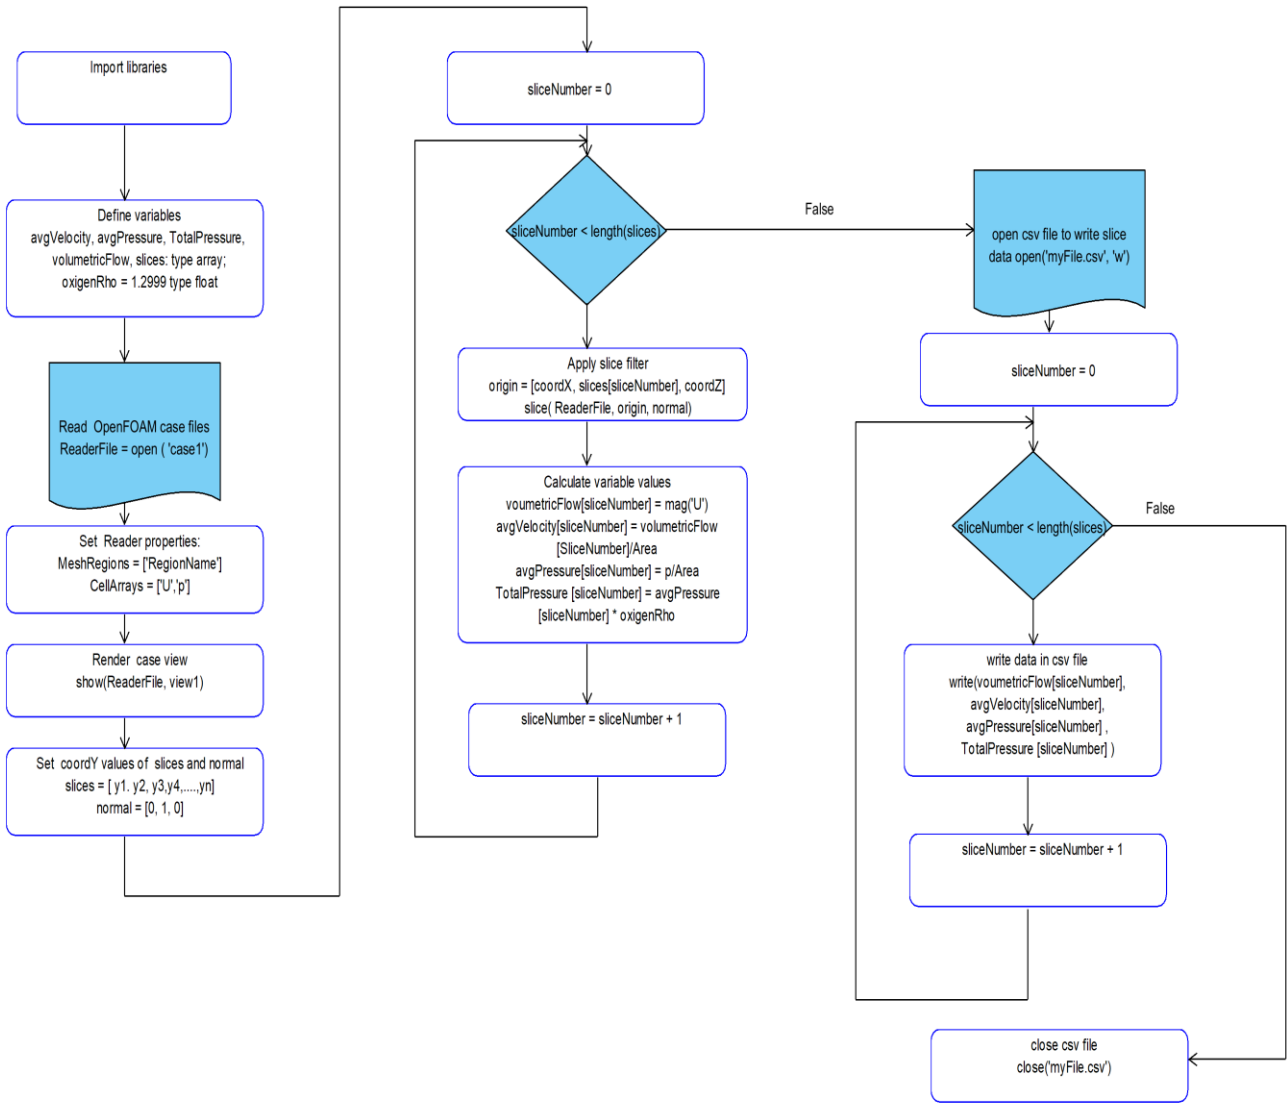 Import libraries
Define variables
avgVelocity, avgPressure, TotalPressure,
volumetricFlow, slices: type array;
oxigenRho = 1.2999 type float
Read OpenFOAM case files
ReaderFile = open ( 'case1')
Set Reader properties:
MeshRegions = ['RegionName']
CellArrays = ['U','p']
Render case view
show(ReaderFile, view1)
Set coordY values of slices and normal
slices = [ y1. y2, y3,y4,....,yn]
normal = [0, 1, 0]
sliceNumber = 0
sliceNumber < length(slices)
False
Apply slice filter
origin = [coordX, slices[sliceNumber], coordZ]
slice( ReaderFile, origin, normal)
Calculate variable values
voumetricFlow[sliceNumber] = mag('U')
avgVelocity[sliceNumber] = volumetricFlow
[SliceNumber]/Area
avgPressure[sliceNumber] = p/Area
TotalPressure [sliceNumber] = avgPressure
[sliceNumber] * oxigenRho
sliceNumber = sliceNumber + 1
open csv file to write slice
data open('myFile.csv', 'w')
sliceNumber = 0
sliceNumber < length(slices)
False
write data in csv file
write(voumetricFlow[sliceNumber],
avgVelocity[sliceNumber],
avgPressure[sliceNumber] ,
TotalPressure [sliceNumber] )
sliceNumber = sliceNumber + 1
close csv file
close('myFile.csv')